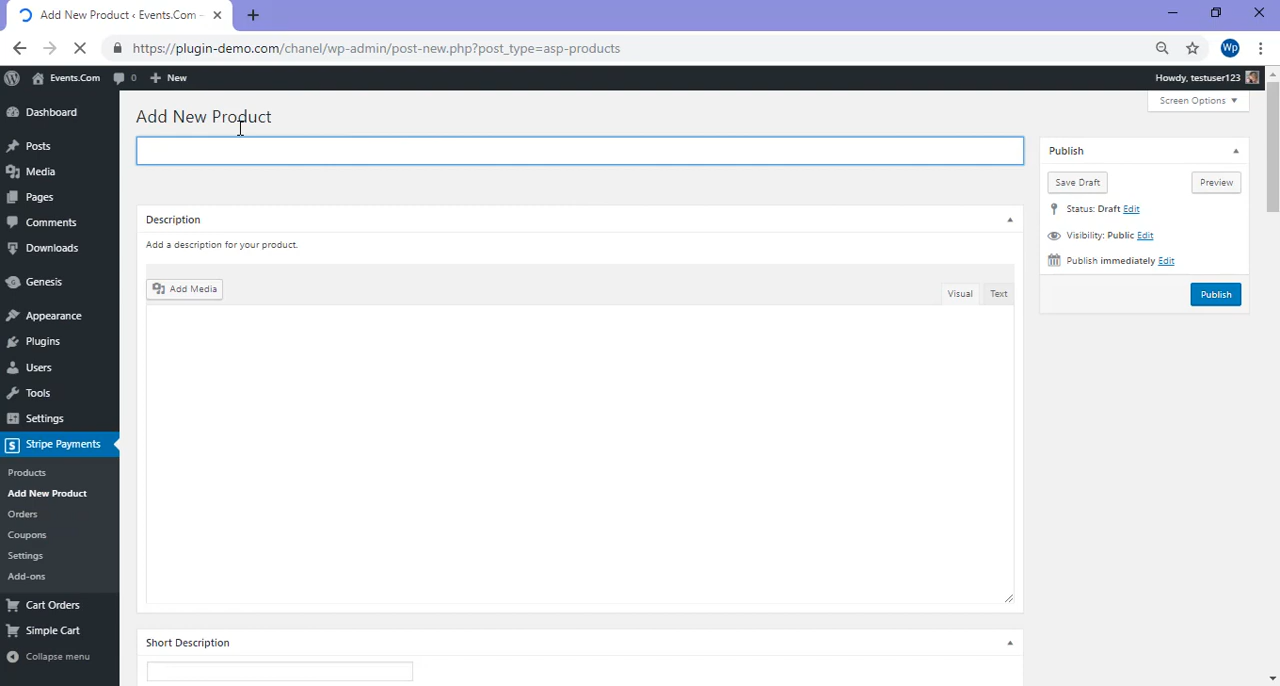 Add New Product ‹ Events.Com –
https://plugin-demo.com/chanel/wp-admin/post-new.php?post_type=asp-products
Wp
Events.Com 0 New Howdy, testuser123
Screen Options
Dashboard
Posts
Media
Pages
Comments
Downloads
Genesis
Appearance
Plugins
Users
Tools
Settings
S Stripe Payments
Products
Add New Product
Orders
Coupons
Settings
Add-ons
Cart Orders
Simple Cart
Collapse menu
Add New Product
Description
Add a description for your product.
Add Media
Visual Text
Short Description
Publish
Save Draft Preview
Status: Draft Edit
Visibility: Public Edit
Publish immediately Edit
Publish